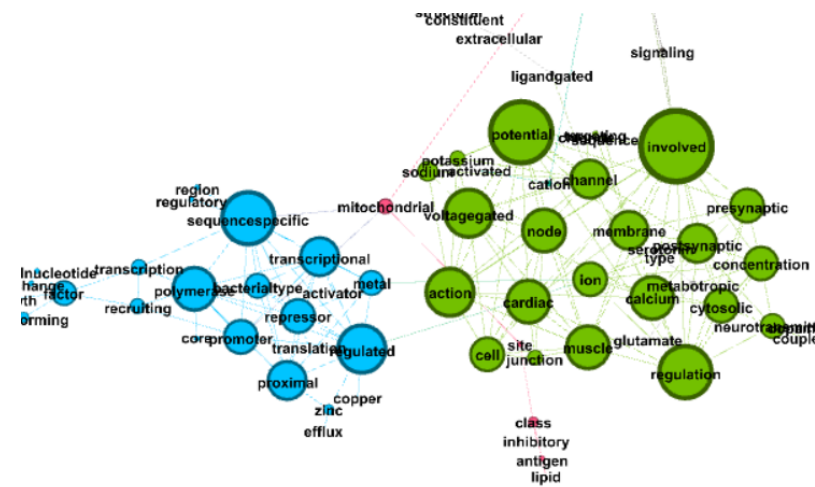 constituent
extracellular
signaling
ligandgated
potential
sequence
involved
potassium
sodium
activated
channel
cation
region
regulatory
mitochondrial
sequencespecific
voltagegated
presynaptic
node
membrane
postsynaptic
serotonin
type
transcriptional
concentration
nucleotide
transcription
factor
polymerase
bacterialtype
activator
metal
action
ion
metabotropic
calcium
cardiac
cytosolic
recruiting
repressor
promoter
core
translation
regulated
site
junction
cell
muscle
glutamate
regulation
proximal
copper
zinc
efflux
class
inhibitory
antigen
lipid